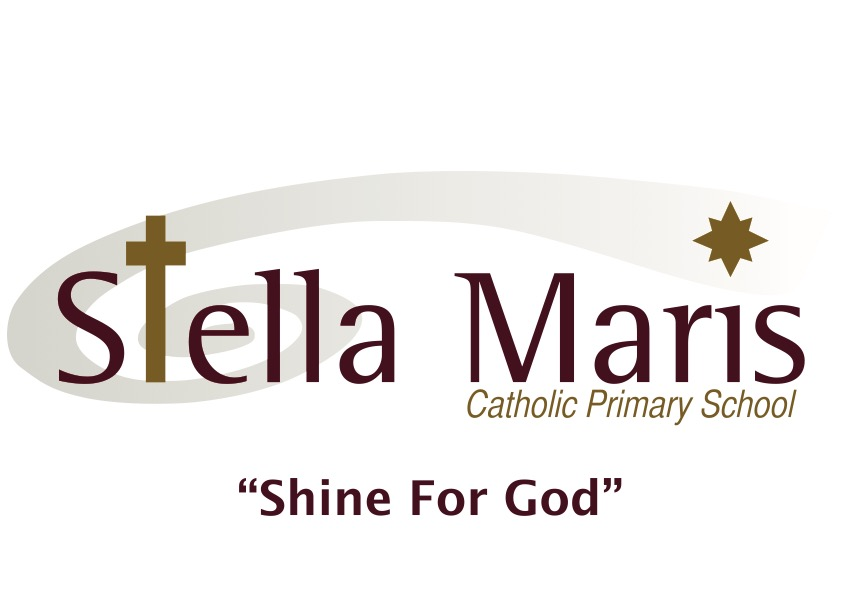 Stella Maris
Catholic Primary School
“Shine For God”